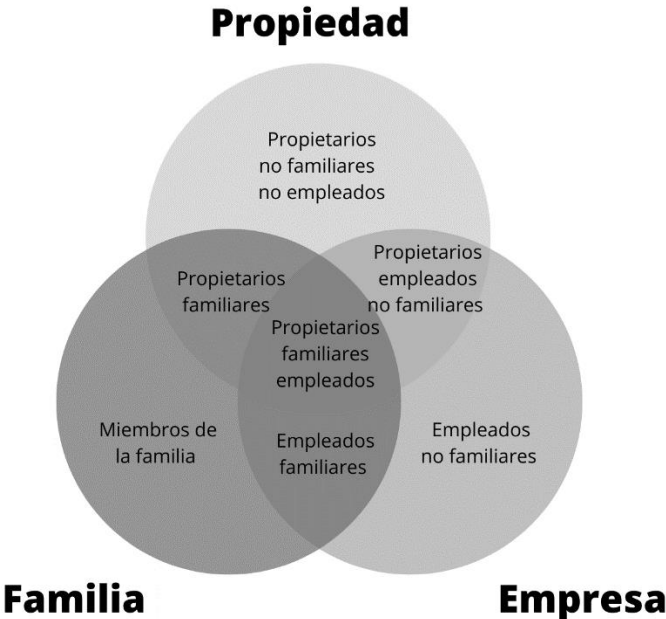 Propiedad
Propietarios
no familiares
no empleados
Propietarios
familiares
Propietarios
empleados
no familiares
Propietarios
familiares
empleados
Miembros de
la familia
Empleados
familiares
Empleados
no familiares
Familia
Empresa